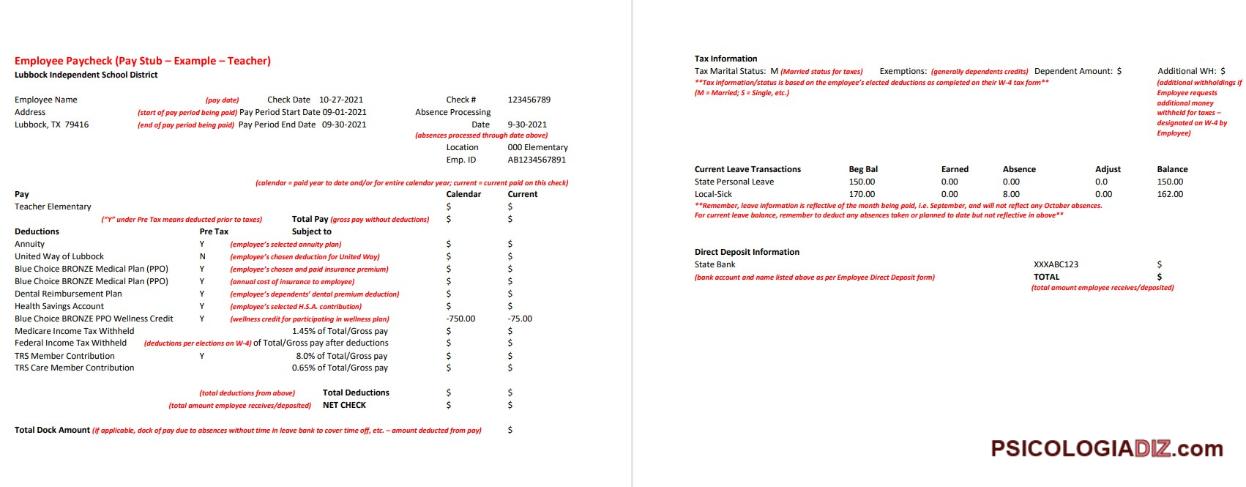 Employee Paycheck (Pay Stub – Example – Teacher)
Lubbock Independent School District
Employee Name (pay date) Check Date 10-27-2021 Check # 123456789
Address (start of pay period being paid) Pay Period Start Date 09-01-2021 Absence Processing
Lubbock, TX 79416 (end of pay period being paid) Pay Period End Date 09-30-2021 Date 9-30-2021
(absences processed through date above)
Location 000 Elementary
Emp. ID AB1234567891
(calendar = paid year to date and/or for entire calendar year; current = current paid on this check)
Pay Calendar Current
Teacher Elementary $ $
("Y" under Pre Tax means deducted prior to taxes) Total Pay (gross pay without deductions) $ $
Deductions Pre Tax Subject to
Annuity Y (employee's selected annuity plan) $ $
United Way of Lubbock N (employee's chosen deduction for United Way) $ $
Blue Choice BRONZE Medical Plan (PPO) Y (employee's chosen and paid insurance premium) $ $
Blue Choice BRONZE Medical Plan (PPO) Y (annual cost of insurance to employee) $ $
Dental Reimbursement Plan Y (employee's dependents' dental premium deduction) $ $
Health Savings Account Y (employee's selected H.S.A. contribution) $ $
Blue Choice BRONZE PPO Wellness Credit Y (wellness credit for participating in wellness plan) -750.00 -75.00
Medicare Income Tax Withheld 1.45% of Total/Gross pay $ $
Federal Income Tax Withheld (deductions per elections on W-4) of Total/Gross pay after deductions $ $
TRS Member Contribution Y 8.0% of Total/Gross pay $ $
TRS Care Member Contribution 0.65% of Total/Gross pay $ $
(total deductions from above) Total Deductions $ $
(total amount employee receives/deposited) NET CHECK $ $
Total Dock Amount (if applicable, dock of pay due to absences without time in leave bank to cover time off, etc. – amount deducted from pay) $
Tax Information
Tax Marital Status: M (Married status for taxes) Exemptions: (generally dependents credits) Dependent Amount: $ Additional WH: $
**Tax information/status is based on the employee's elected deductions as completed on their W-4 tax form**
(M = Married; S = Single, etc.)
(additional withholdings if
Employee requests
additional money
withheld for taxes –
designated on W-4 by
Employee)
Current Leave Transactions Beg Bal Earned Absence Adjust Balance
State Personal Leave 150.00 0.00 0.00 0.0 150.00
Local-Sick 170.00 0.00 8.00 0.00 162.00
**Remember, leave information is reflective of the month being paid, i.e. September, and will not reflect any October absences.
For current leave balance, remember to deduct any absences taken or planned to date but not reflective in above**
Direct Deposit Information
State Bank XXXABC123 $
(bank account and name listed above as per Employee Direct Deposit form) TOTAL $
(total amount employee receives/deposited)
PSICOLOGIADIZ.com